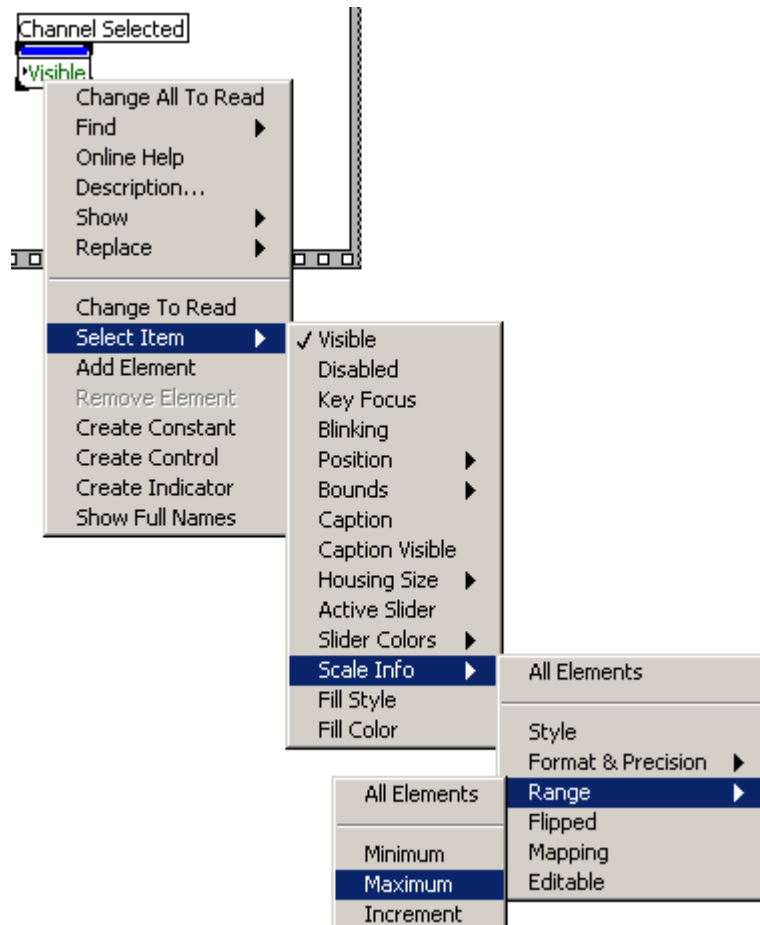 Channel Selected
Visible
Change All To Read
Find
Online Help
Description...
Show
Replace
Change To Read
Select Item
Add Element
Remove Element
Create Constant
Create Control
Create Indicator
Show Full Names
✓ Visible
Disabled
Key Focus
Blinking
Position
Bounds
Caption
Caption Visible
Housing Size
Active Slider
Slider Colors
Scale Info
Fill Style
Fill Color
All Elements
Style
Format & Precision
Range
Flipped
Mapping
Editable
All Elements
Minimum
Maximum
Increment